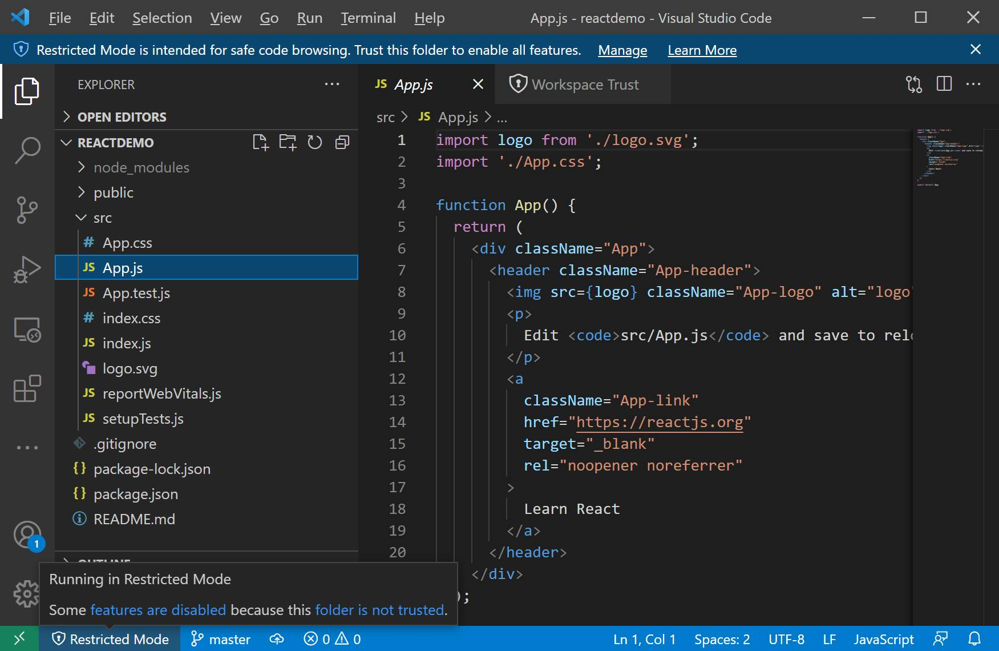 File Edit Selection View Go Run Terminal Help App.js - reactdemo - Visual Studio Code
Restricted Mode is intended for safe code browsing. Trust this folder to enable all features. Manage Learn More
EXPLORER
OPEN EDITORS
REACTDEMO
node_modules
public
src
# App.css
JS App.js
JS App.test.js
# index.css
JS index.js
logo.svg
JS reportWebVitals.js
JS setupTests.js
.gitignore
{} package-lock.json
{} package.json
README.md
OUTLINE
1
JS App.js Workspace Trust
src > JS App.js > ...
1 import logo from './logo.svg';
2 import './App.css';
3
4 function App() {
5 return (
6 <div className="App">
7 <header className="App-header">
8 <img src={logo} className="App-logo" alt="logo"
9 <p>
10 Edit <code>src/App.js</code> and save to relo
11 </p>
12 <a
13 className="App-link"
14 href="https://reactjs.org"
15 target="_blank"
16 rel="noopener noreferrer"
17 >
18 Learn React
19 </a>
20 </header>
</div>
);
Running in Restricted Mode
Some features are disabled because this folder is not trusted.
Restricted Mode master 0 0 Ln 1, Col 1 Spaces: 2 UTF-8 LF JavaScript